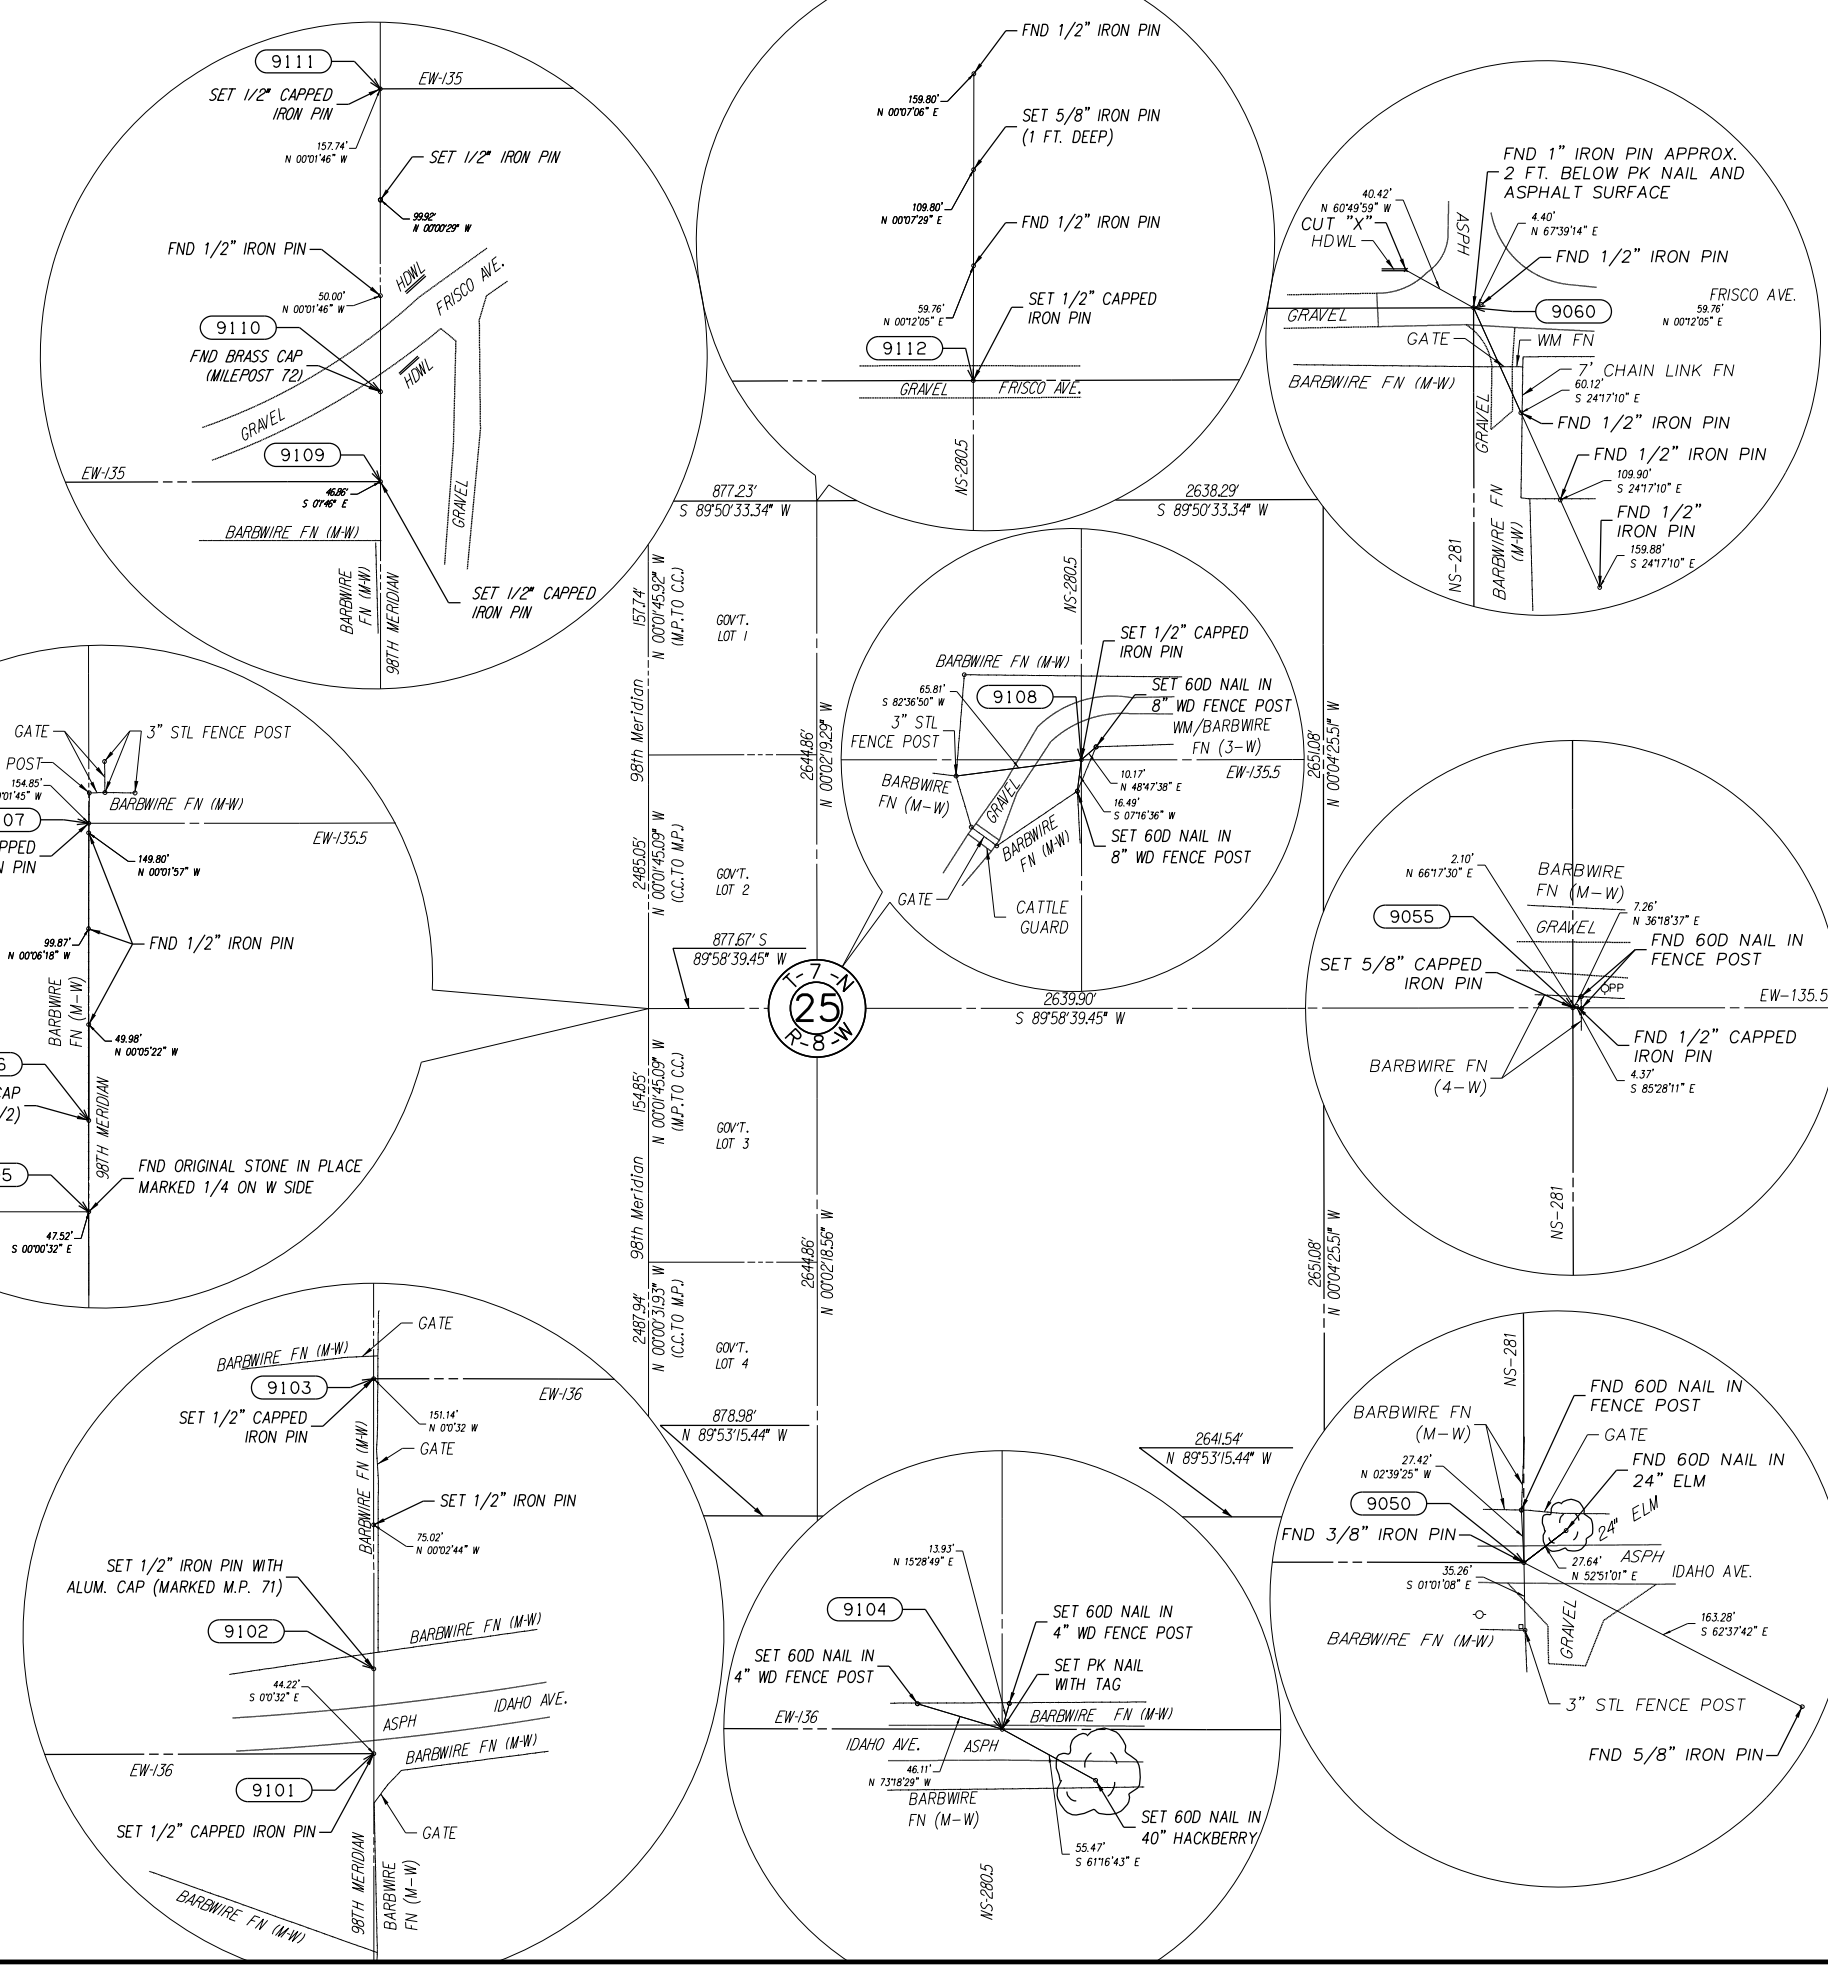 9111
EW-135
SET 1/2" CAPPED
IRON PIN
157.74'
N 00°01'46" W
SET 1/2" IRON PIN
99.92'
N 00°00'29" W
FND 1/2" IRON PIN
HDWL
FRISCO AVE.
50.00'
N 00°01'46" W
9110
FND BRASS CAP
(MILEPOST 72)
HDWL
GRAVEL
9109
EW-135
46.86'
S 0°1'46" E
GRAVEL
BARBWIRE FN (M-W)
BARBWIRE
FN (M-W)
98TH MERIDIAN
SET 1/2" CAPPED
IRON PIN
FND 1/2" IRON PIN
159.80'
N 00°07'06" E
SET 5/8" IRON PIN
(1 FT. DEEP)
109.80'
N 00°07'29" E
FND 1/2" IRON PIN
59.76'
N 00°12'05" E
SET 1/2" CAPPED
IRON PIN
9112
GRAVEL
FRISCO AVE.
NS-280.5
FND 1" IRON PIN APPROX.
2 FT. BELOW PK NAIL AND
ASPHALT SURFACE
40.42'
N 60°49'59" W
CUT "X"
HDWL
ASPH
4.40'
N 67°39'14" E
FND 1/2" IRON PIN
FRISCO AVE.
59.76'
N 00°12'05" E
9060
GRAVEL
GATE
WM FN
BARBWIRE FN (M-W)
7' CHAIN LINK FN
60.12'
S 24°17'10" E
GRAVEL
FND 1/2" IRON PIN
FND 1/2" IRON PIN
109.90'
S 24°17'10" E
FND 1/2"
IRON PIN
159.88'
S 24°17'10" E
NS-281
BARBWIRE FN
(M-W)
877.23'
S 89°50'33.34" W
2638.29'
S 89°50'33.34" W
157.74'
N 00°01'45.92" W
(M.P.TO C.C.)
GOV'T.
LOT 1
98th Meridian
2644.86'
N 00°02'19.29" W
2651.08'
N 00°04'25.51" W
2485.05'
N 00°01'45.09" W
(C.C.TO M.P.)
GOV'T.
LOT 2
NS-280.5
SET 1/2" CAPPED
IRON PIN
BARBWIRE FN (M-W)
65.81'
S 82°36'50" W
9108
SET 60D NAIL IN
8" WD FENCE POST
3" STL
FENCE POST
WM/BARBWIRE
FN (3-W)
EW-135.5
BARBWIRE
FN (M-W)
GRAVEL
10.17'
N 48°47'38" E
16.49'
S 07°16'36" W
BARBWIRE
FN (M-W)
SET 60D NAIL IN
8" WD FENCE POST
GATE
CATTLE
GUARD
GATE
3" STL FENCE POST
POST
154.85'
°01'45" W
BARBWIRE FN (M-W)
07
EW-135.5
PPED
PIN
149.80'
N 00°01'57" W
99.87'
N 00°06'18" W
FND 1/2" IRON PIN
BARBWIRE
FN (M-W)
49.98'
N 00°05'22" W
6
CAP
/2)
98TH MERIDIAN
5
FND ORIGINAL STONE IN PLACE
MARKED 1/4 ON W SIDE
47.52'
S 00°00'32" E
877.67' S
89°58'39.45" W
T-7-N
25
R-8-W
2639.90'
S 89°58'39.45" W
154.85'
N 00°01'45.09" W
(M.P.TO C.C.)
GOV'T.
LOT 3
98th Meridian
2644.86'
N 00°02'18.56" W
2651.08'
N 00°04'25.51" W
2487.94'
N 00°00'31.93" W
(C.C.TO M.P.)
GOV'T.
LOT 4
2.10'
N 66°17'30" E
BARBWIRE
FN (M-W)
9055
7.26'
N 36°18'37" E
GRAVEL
FND 60D NAIL IN
FENCE POST
SET 5/8" CAPPED
IRON PIN
PP
EW-135.5
FND 1/2" CAPPED
IRON PIN
BARBWIRE FN
(4-W)
4.37'
S 85°28'11" E
NS-281
878.98'
N 89°53'15.44" W
2641.54'
N 89°53'15.44" W
GATE
BARBWIRE FN (M-W)
9103
EW-136
SET 1/2" CAPPED
IRON PIN
151.14'
N 0°0'32 W
GATE
BARBWIRE FN (M-W)
SET 1/2" IRON PIN
75.02'
N 00°02'44" W
SET 1/2" IRON PIN WITH
ALUM. CAP (MARKED M.P. 71)
9102
BARBWIRE FN (M-W)
44.22'
S 0°0'32" E
IDAHO AVE.
ASPH
BARBWIRE FN (M-W)
EW-136
9101
SET 1/2" CAPPED IRON PIN
GATE
98TH MERIDIAN
BARBWIRE
FN (M-W)
BARBWIRE FN (M-W)
13.93'
N 15°28'49" E
9104
SET 60D NAIL IN
4" WD FENCE POST
SET 60D NAIL IN
4" WD FENCE POST
SET PK NAIL
WITH TAG
EW-136
BARBWIRE FN (M-W)
IDAHO AVE.
ASPH
46.11'
N 73°18'29" W
BARBWIRE
FN (M-W)
SET 60D NAIL IN
40" HACKBERRY
55.47'
S 61°16'43" E
NS-280.5
NS-281
FND 60D NAIL IN
FENCE POST
BARBWIRE FN
(M-W)
GATE
27.42'
N 02°39'25" W
FND 60D NAIL IN
24" ELM
9050
24" ELM
FND 3/8" IRON PIN
ASPH
27.64'
N 52°51'01" E
IDAHO AVE.
35.26'
S 01°01'08" E
GRAVEL
163.28'
S 62°37'42" E
BARBWIRE FN (M-W)
3" STL FENCE POST
FND 5/8" IRON PIN